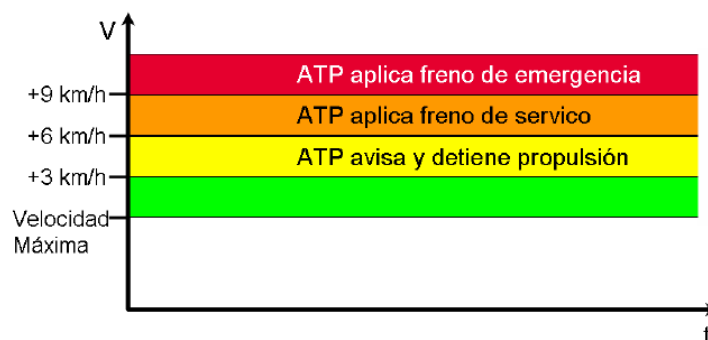 V
ATP aplica freno de emergencia
+9 km/h
ATP aplica freno de servico
+6 km/h
ATP avisa y detiene propulsión
+3 km/h
Velocidad
Máxima
t